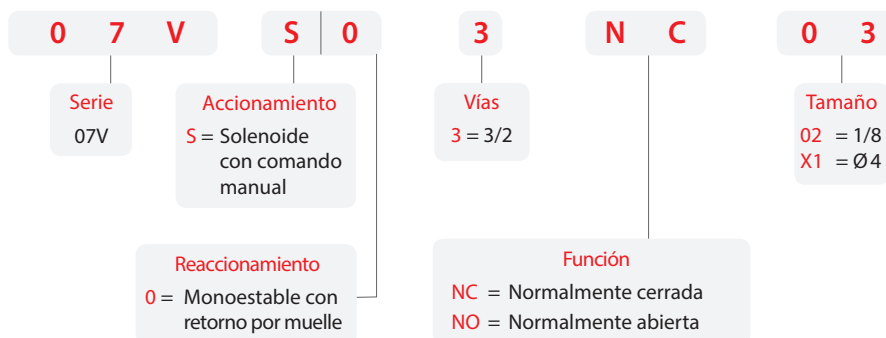 0 7 V S 0 3 N C 0 3
Serie
07V
Accionamiento
S = Solenoide
con comando
manual
Vías
3 = 3/2
Tamaño
02 = 1/8
X1 = Ø 4
Reaccionamiento
0 = Monoestable con
retorno por muelle
Función
NC = Normalmente cerrada
NO = Normalmente abierta